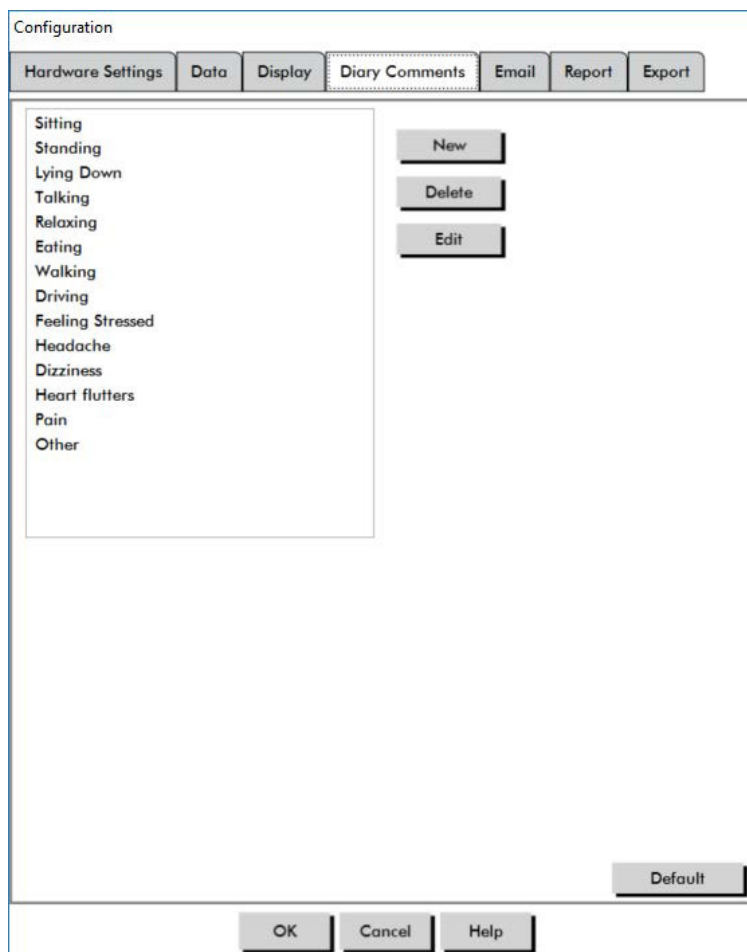 Configuration
Hardware Settings Data Display Diary Comments Email Report Export
Sitting
Standing
Lying Down
Talking
Relaxing
Eating
Walking
Driving
Feeling Stressed
Headache
Dizziness
Heart flutters
Pain
Other
New
Delete
Edit
Default
OK Cancel Help